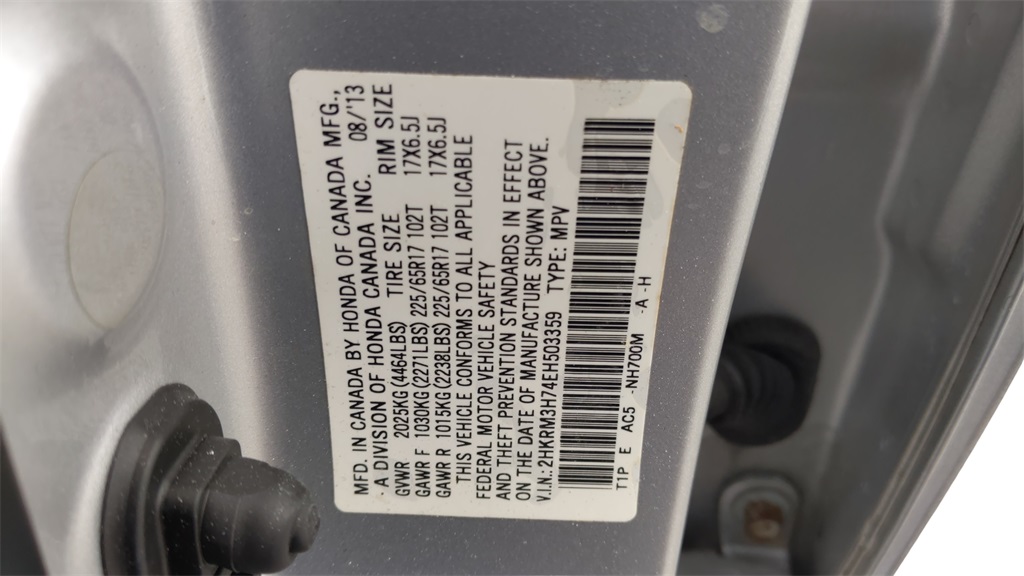 MFD. IN CANADA BY HONDA OF CANADA MFG.,
A DIVISION OF HONDA CANADA INC. 08/'13
GVWR 2025KG (4464LBS) TIRE SIZE RIM SIZE
GAWR F 1030KG (2271LBS) 225/65R17 102T 17X6.5J
GAWR R 1015KG (2238LBS) 225/65R17 102T 17X6.5J
THIS VEHICLE CONFORMS TO ALL APPLICABLE
FEDERAL MOTOR VEHICLE SAFETY
AND THEFT PREVENTION STANDARDS IN EFFECT
ON THE DATE OF MANUFACTURE SHOWN ABOVE.
V.I.N.: 2HKRM3H74EH503359 TYPE: MPV
T1P E AC5 -NH700M -A -H